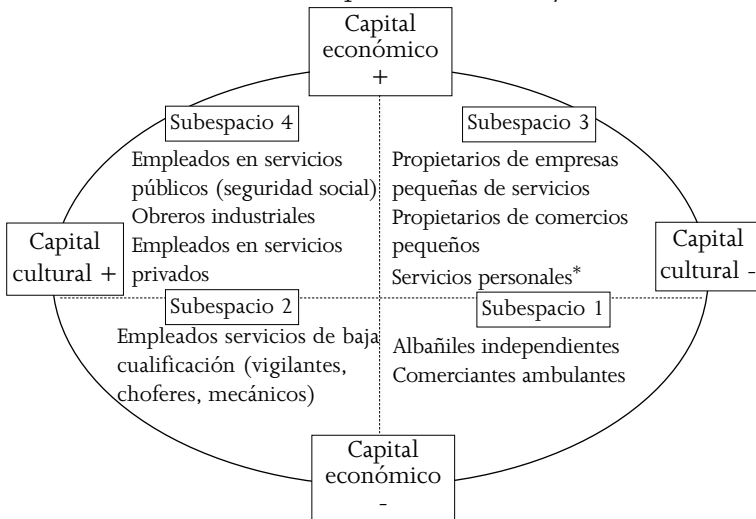 Capital
económico
+
Subespacio 4
Empleados en servicios
públicos (seguridad social)
Obreros industriales
Empleados en servicios
privados
Subespacio 3
Propietarios de empresas
pequeñas de servicios
Propietarios de comercios
pequeños
Servicios personales*
Capital
cultural +
Capital
cultural -
Subespacio 2
Empleados servicios de baja
cualificación (vigilantes,
choferes, mecánicos)
Subespacio 1
Albañiles independientes
Comerciantes ambulantes
Capital
económico
-